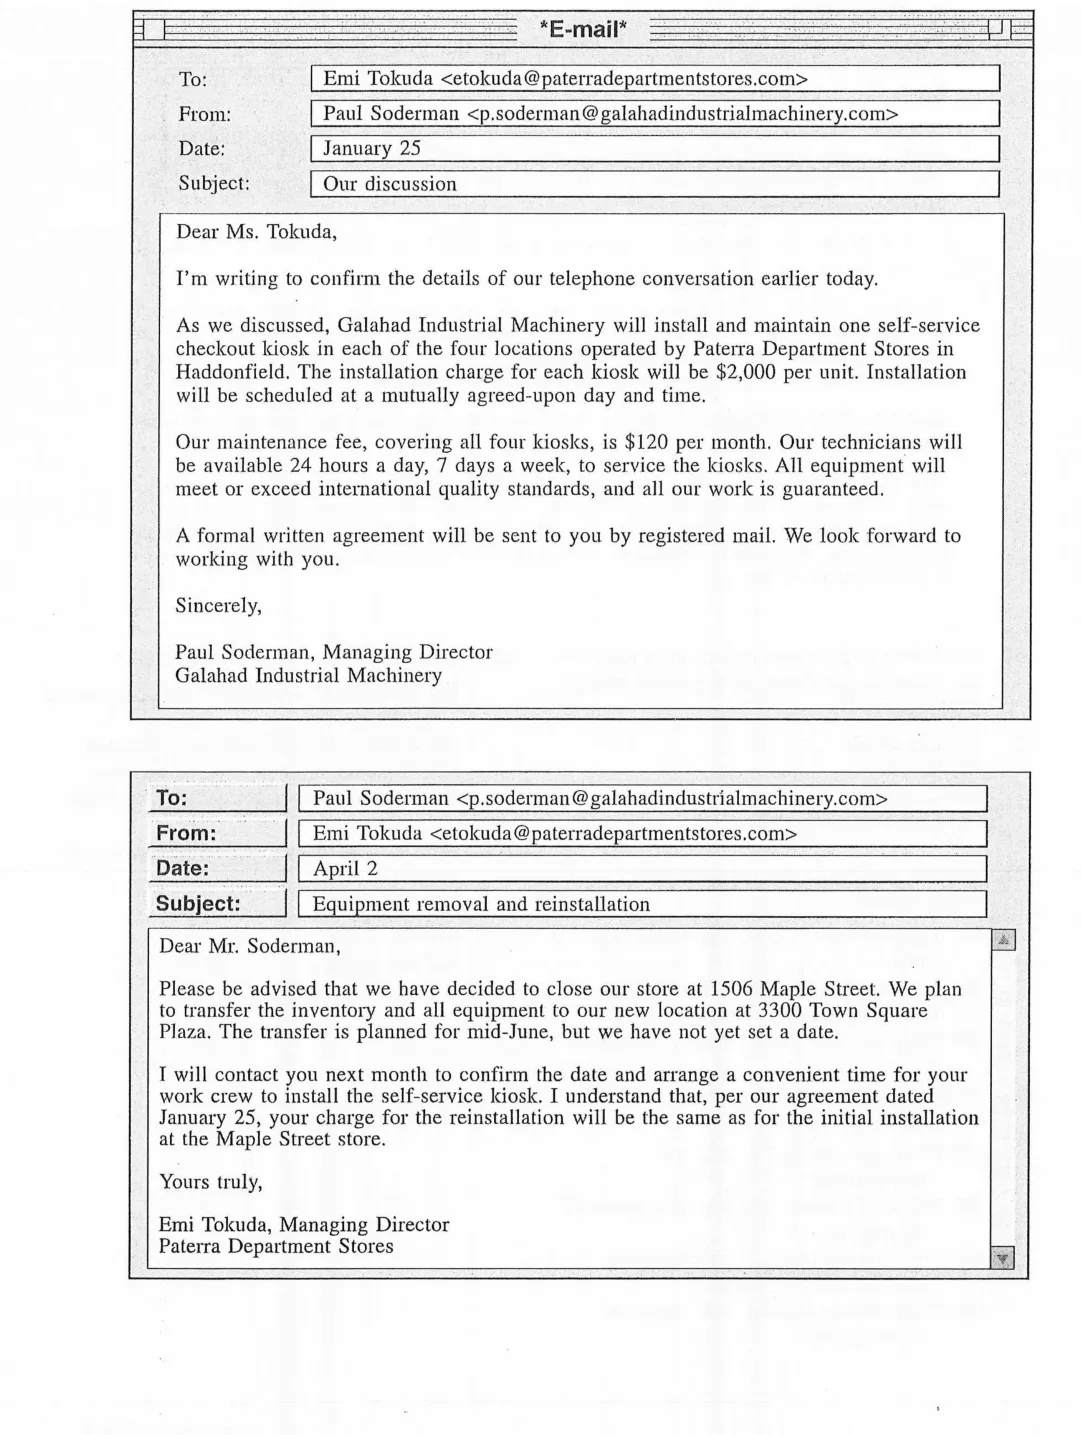 *E-mail*
To: Emi Tokuda <etokuda@paterradepartmentstores.com>
From: Paul Soderman <p.soderman@galahadindustrialmachinery.com>
Date: January 25
Subject: Our discussion
Dear Ms. Tokuda,
I'm writing to confirm the details of our telephone conversation earlier today.
As we discussed, Galahad Industrial Machinery will install and maintain one self-service
checkout kiosk in each of the four locations operated by Paterra Department Stores in
Haddonfield. The installation charge for each kiosk will be $2,000 per unit. Installation
will be scheduled at a mutually agreed-upon day and time.
Our maintenance fee, covering all four kiosks, is $120 per month. Our technicians will
be available 24 hours a day, 7 days a week, to service the kiosks. All equipment will
meet or exceed international quality standards, and all our work is guaranteed.
A formal written agreement will be sent to you by registered mail. We look forward to
working with you.
Sincerely,
Paul Soderman, Managing Director
Galahad Industrial Machinery
To: Paul Soderman <p.soderman@galahadindustrialmachinery.com>
From: Emi Tokuda <etokuda@paterradepartmentstores.com>
Date: April 2
Subject: Equipment removal and reinstallation
Dear Mr. Soderman,
Please be advised that we have decided to close our store at 1506 Maple Street. We plan
to transfer the inventory and all equipment to our new location at 3300 Town Square
Plaza. The transfer is planned for mid-June, but we have not yet set a date.
I will contact you next month to confirm the date and arrange a convenient time for your
work crew to install the self-service kiosk. I understand that, per our agreement dated
January 25, your charge for the reinstallation will be the same as for the initial installation
at the Maple Street store.
Yours truly,
Emi Tokuda, Managing Director
Paterra Department Stores